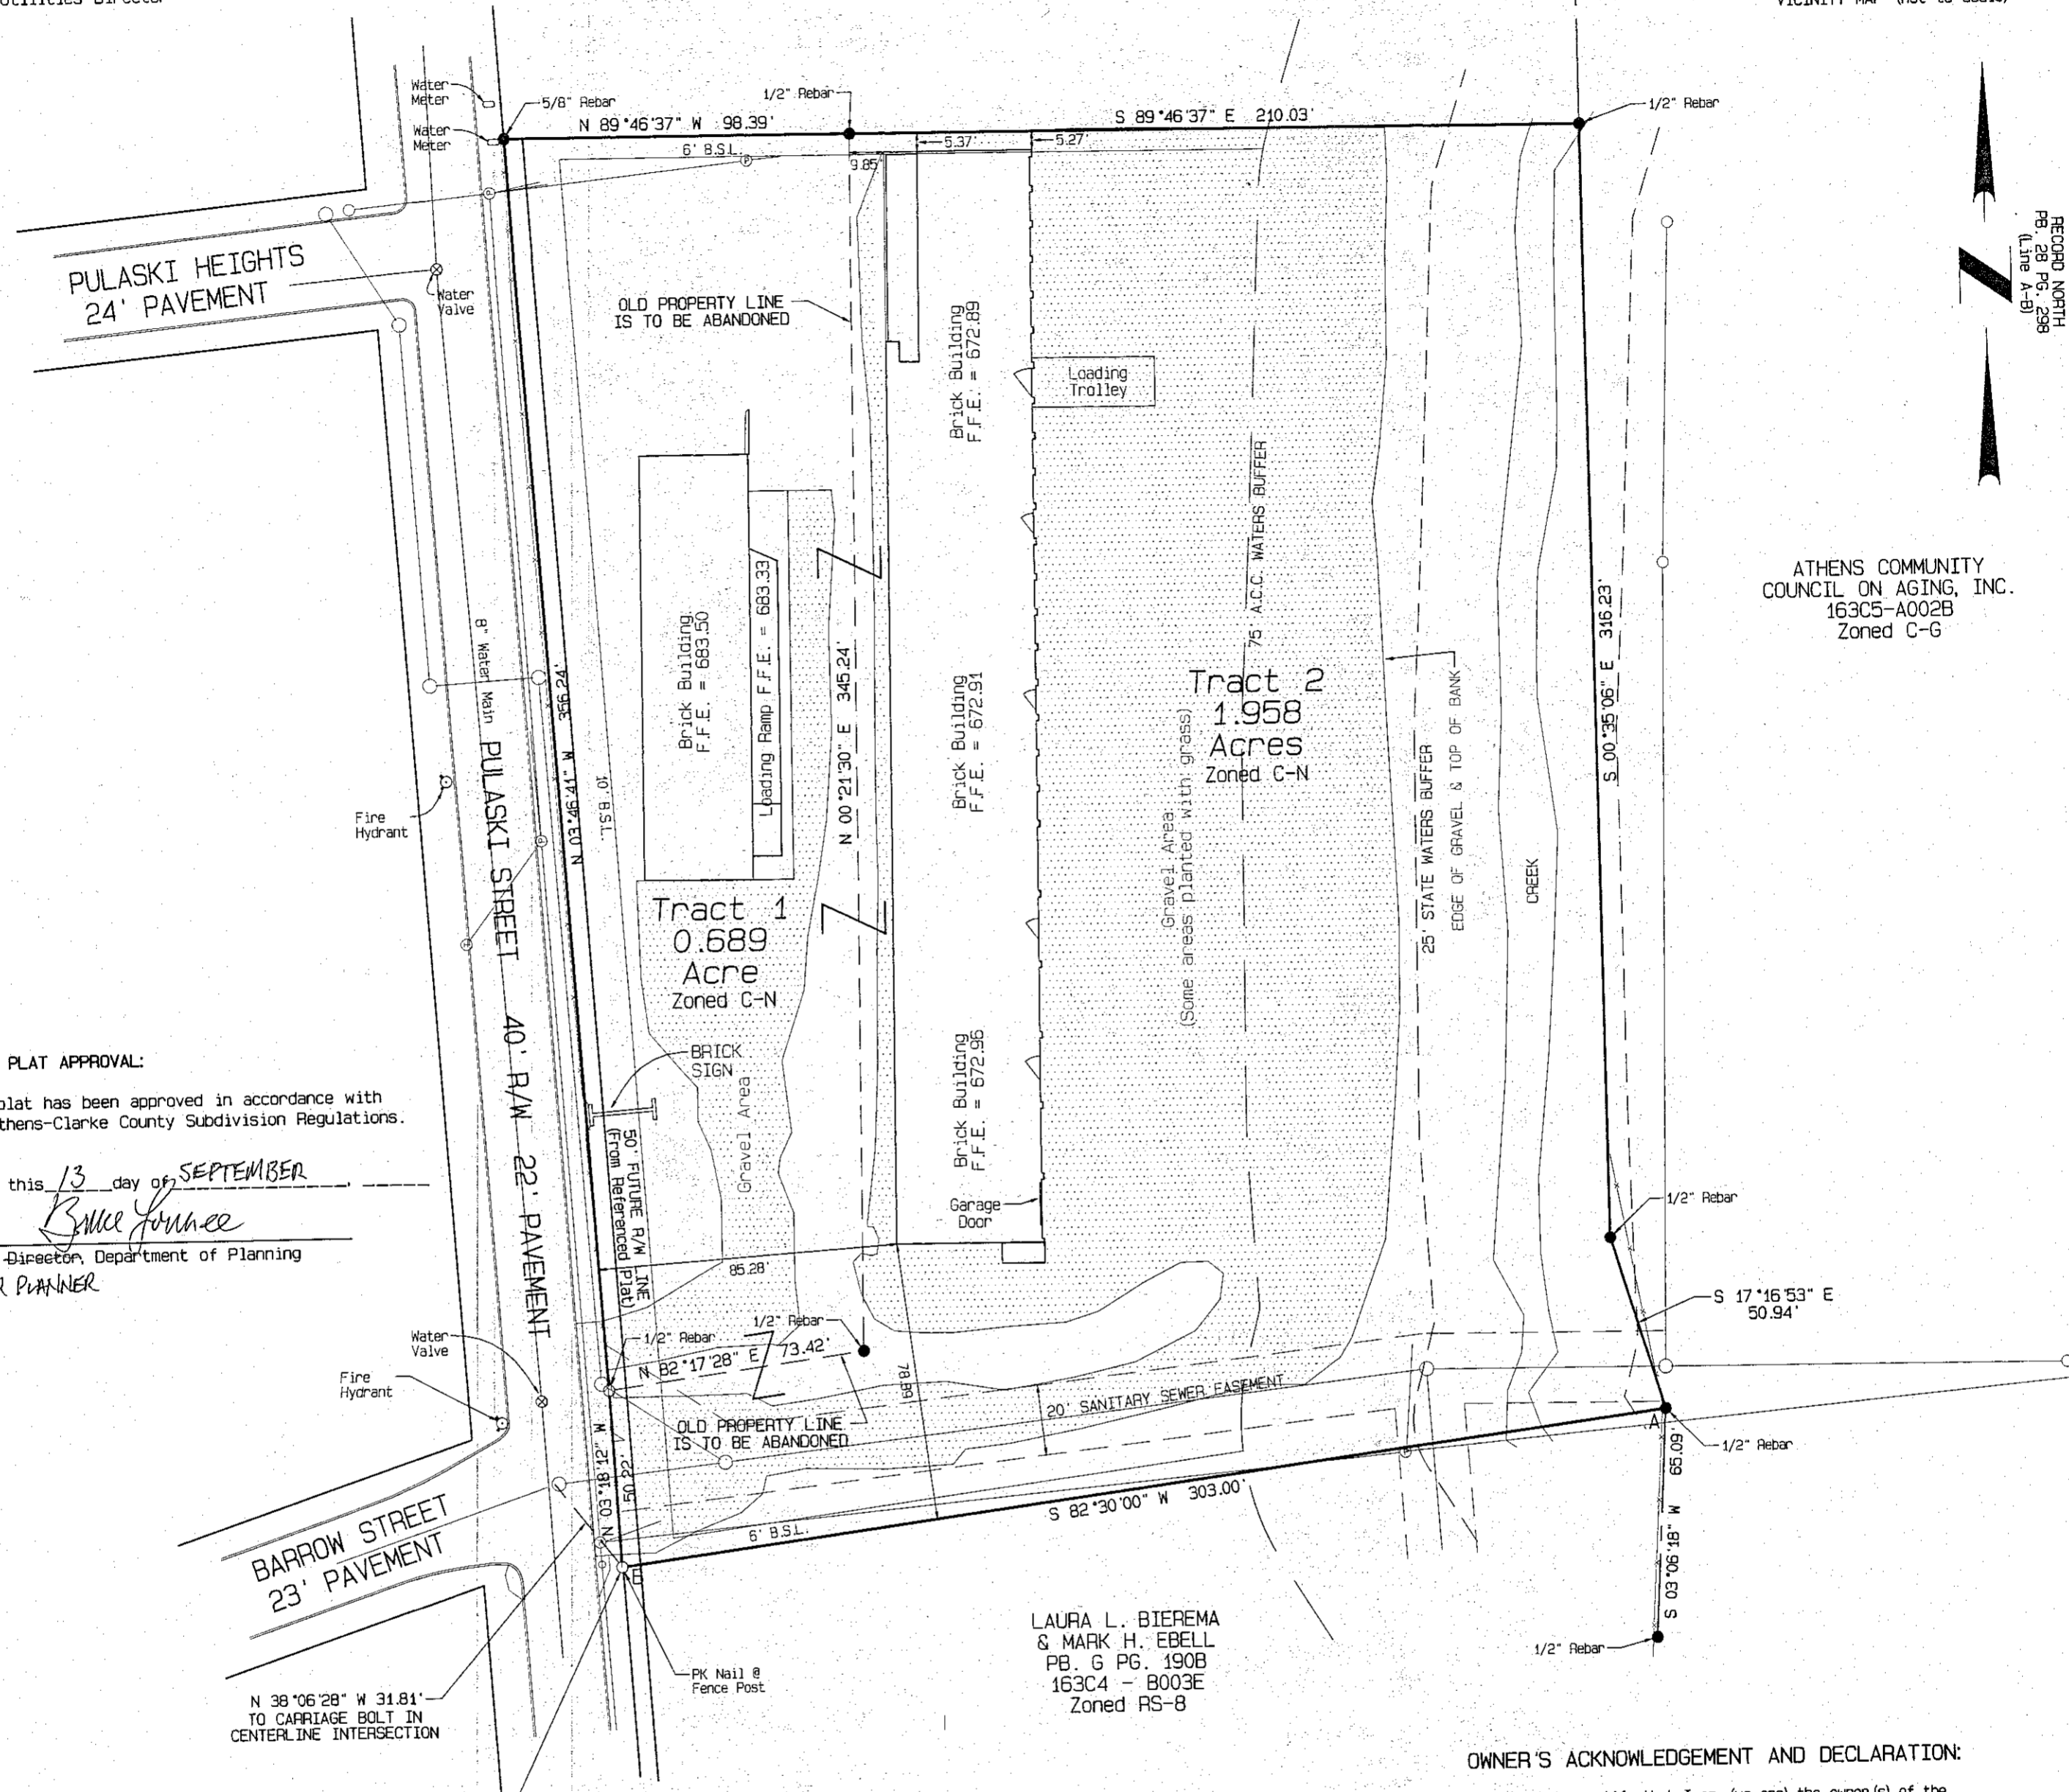 Water
Meter
Water
Meter
5/8" Rebar
1/2" Rebar
N 89°46'37" W 98.39'
S 89°46'37" E 210.03'
1/2" Rebar
6' B.S.L.
9.85'
5.37'
5.27'
RECORD NORTH
PB. 28 PG. 298
(Line A-B)
PULASKI HEIGHTS
24' PAVEMENT
Water
Valve
OLD PROPERTY LINE
IS TO BE ABANDONED
Brick Building
F.F.E. = 672.89
Loading
Trolley
75' A.C.C. WATERS BUFFER
ATHENS COMMUNITY
COUNCIL ON AGING, INC.
163C5-A002B
Zoned C-G
8" Water Main
PULASKI STREET 40' R/W 22' PAVEMENT
N 03°46'41" W 356.24'
10' B.S.L.
Brick Building
F.F.E. = 683.50
Loading Ramp F.F.E. = 683.33
N 00°21'30" E 345.24'
Brick Building
F.F.E. = 672.91
Tract 2
1.958
Acres
Zoned C-N
Gravel Area
(Some areas planted with grass)
25' STATE WATERS BUFFER
EDGE OF GRAVEL & TOP OF BANK
CREEK
S 00°35'06" E 316.23'
Fire
Hydrant
Tract 1
0.689
Acre
Zoned C-N
BRICK
SIGN
Gravel Area
50' FUTURE R/W LINE
(From Referenced Plat)
Brick Building
F.F.E. = 672.96
Garage
Door
PLAT APPROVAL:
plat has been approved in accordance with
thens-Clarke County Subdivision Regulations.
this 13 day of SEPTEMBER
Director, Department of Planning
R PLANNER
85.28'
1/2" Rebar
1/2" Rebar
N 82°17'28" E 73.42'
78.89'
1/2" Rebar
S 17°16'53" E
50.94'
Water
Valve
Fire
Hydrant
OLD PROPERTY LINE
IS TO BE ABANDONED
20' SANITARY SEWER EASEMENT
A
1/2" Rebar
N 03°18'12" W
50.22'
6' B.S.L.
S 82°30'00" W 303.00'
S 03°06'18" W 65.09'
1/2" Rebar
BARROW STREET
23' PAVEMENT
B
PK Nail @
Fence Post
N 38°06'28" W 31.81'
TO CARRIAGE BOLT IN
CENTERLINE INTERSECTION
LAURA L. BIEREMA
& MARK H. EBELL
PB. G PG. 190B
163C4 - B003E
Zoned RS-8
OWNER'S ACKNOWLEDGEMENT AND DECLARATION: